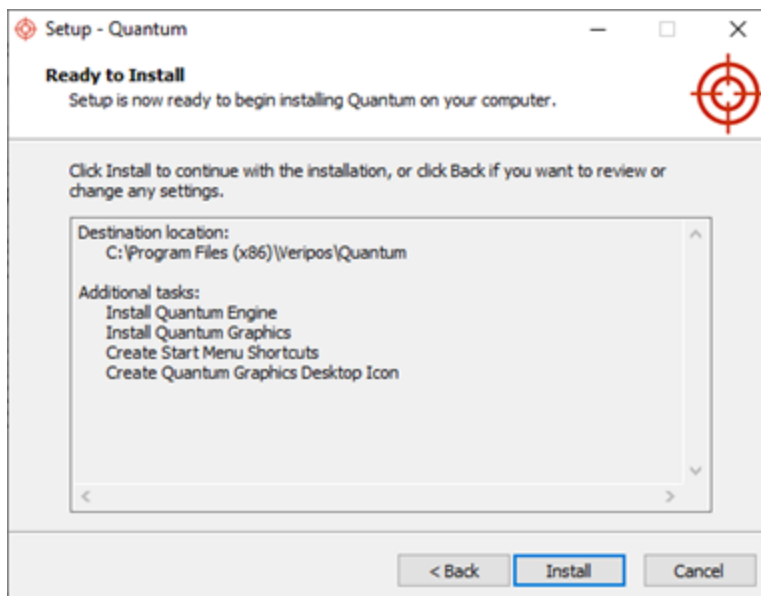 Setup - Quantum
Ready to Install
Setup is now ready to begin installing Quantum on your computer.
Click Install to continue with the installation, or click Back if you want to review or
change any settings.
Destination location:
C:\Program Files (x86)\Veripos\Quantum
Additional tasks:
Install Quantum Engine
Install Quantum Graphics
Create Start Menu Shortcuts
Create Quantum Graphics Desktop Icon
< Back
Install
Cancel